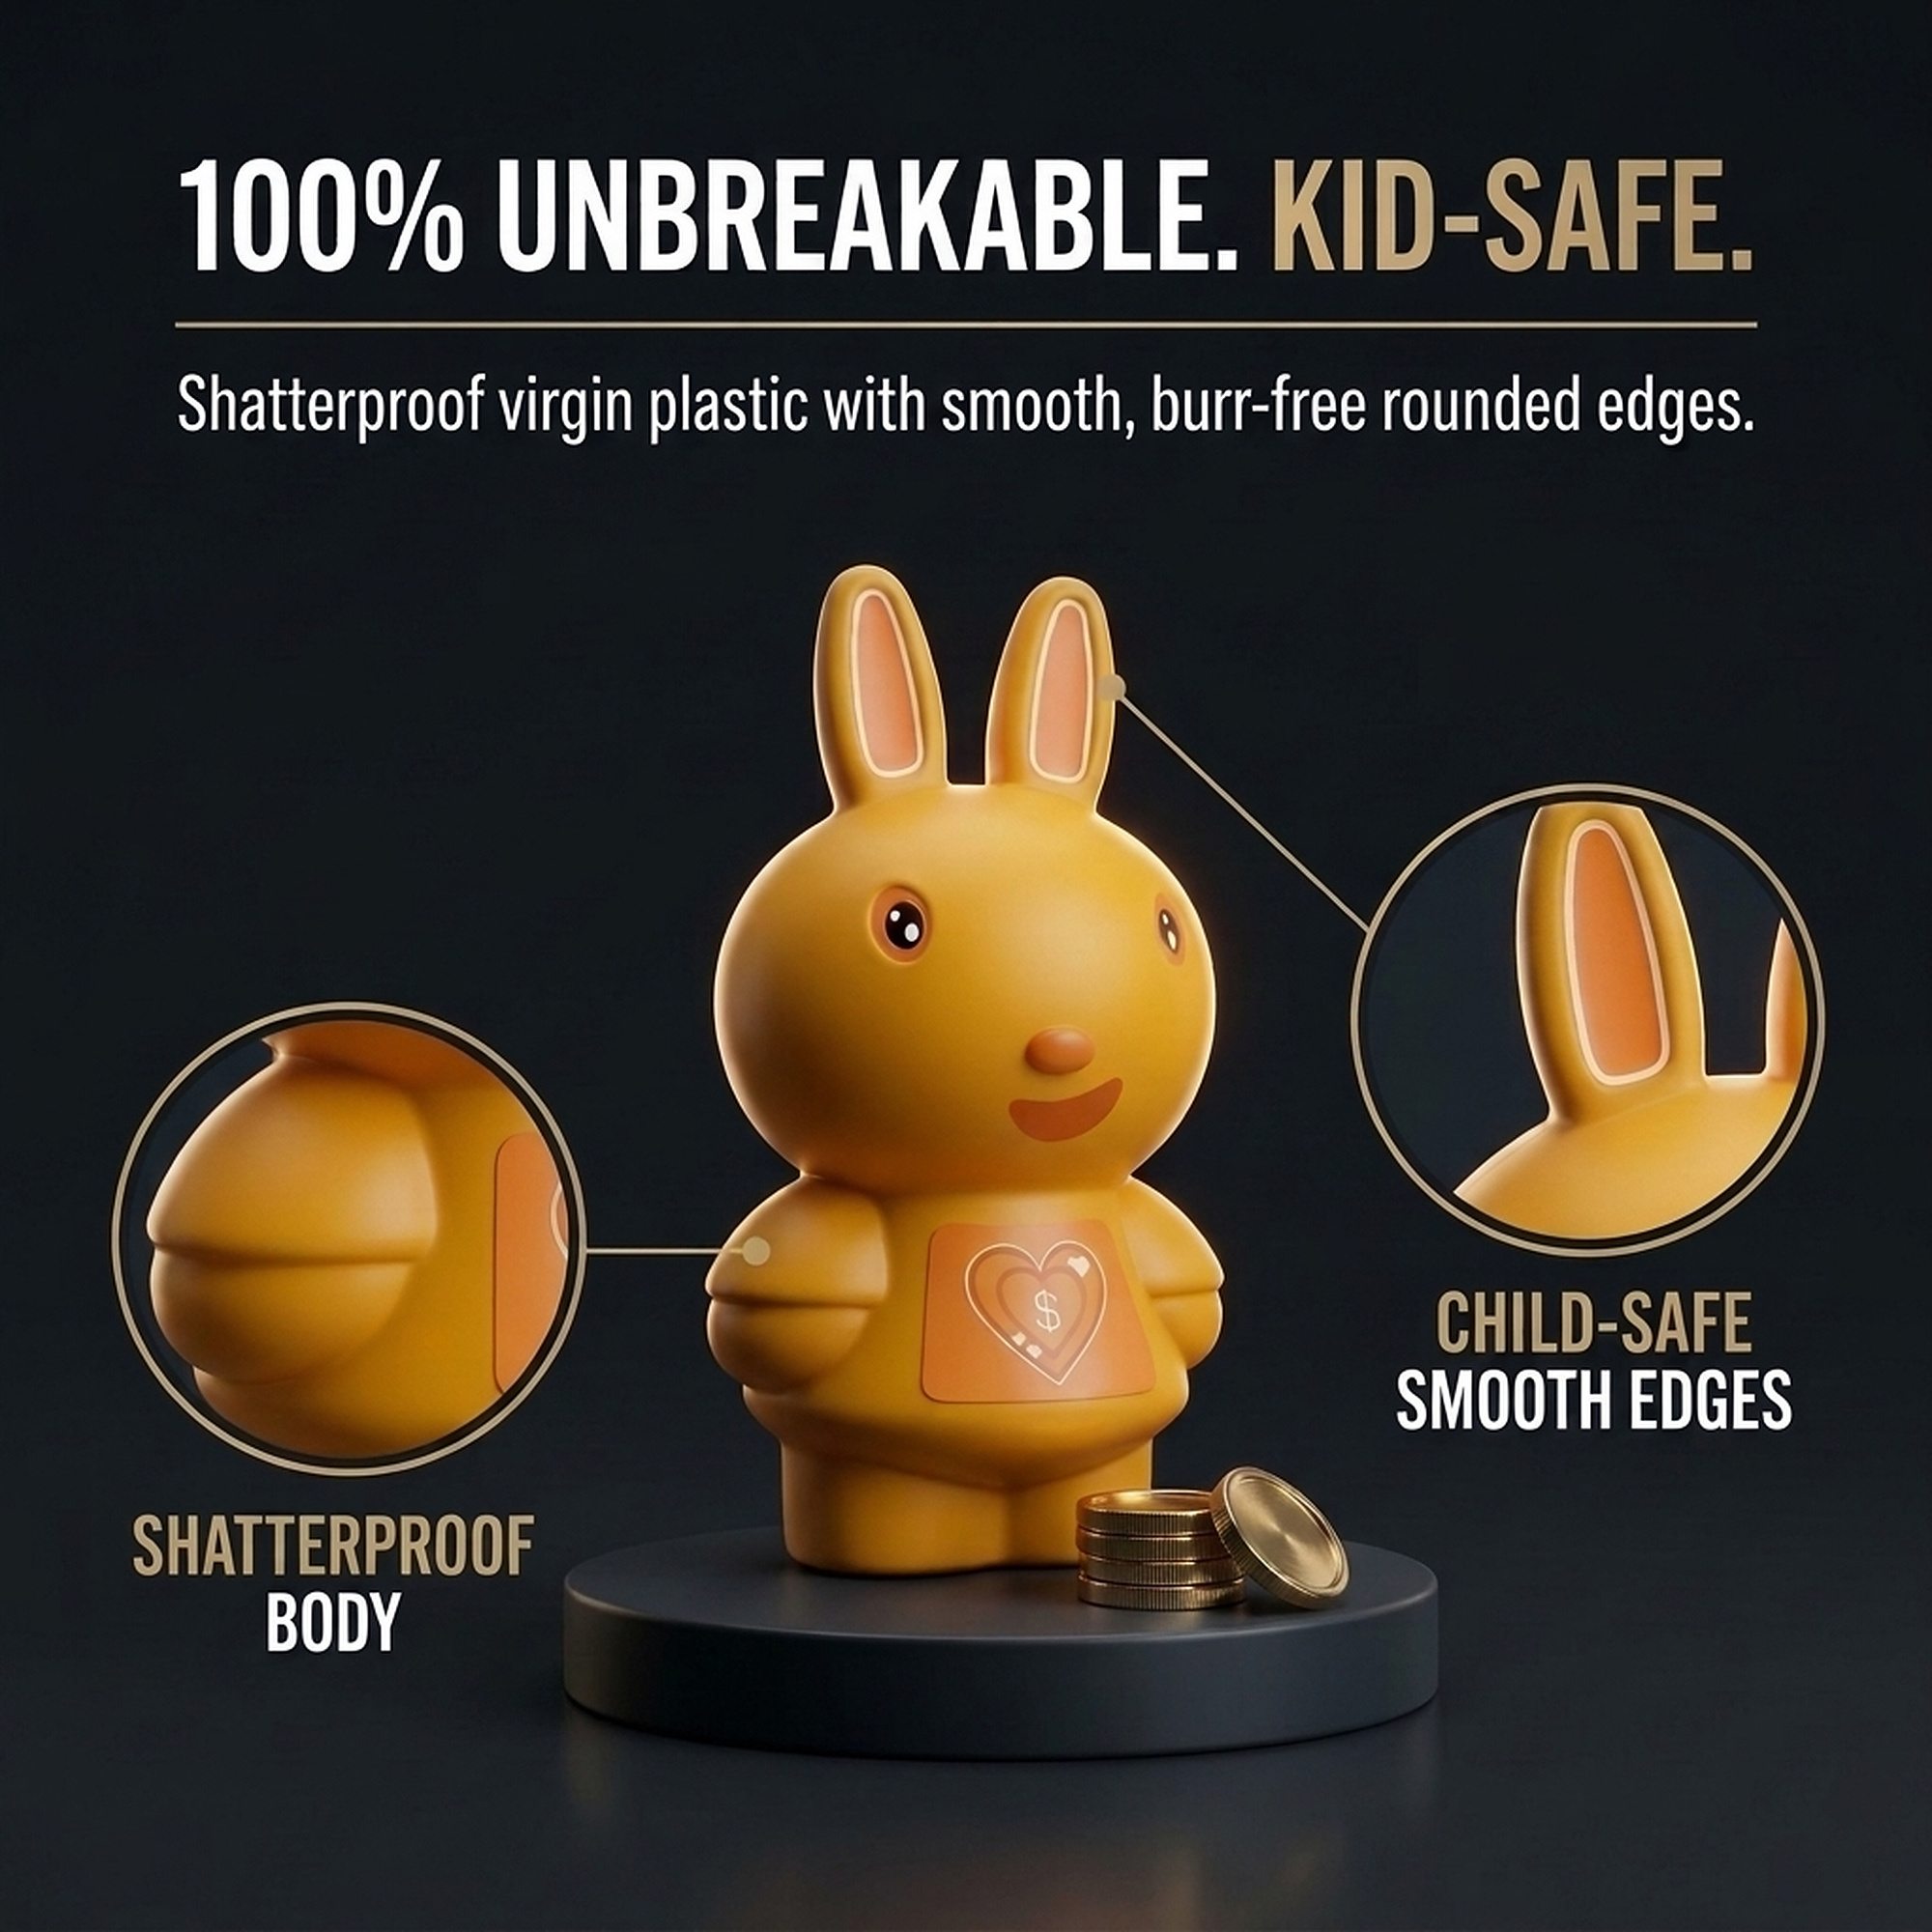 100% UNBREAKABLE. KID-SAFE.
Shatterproof virgin plastic with smooth, burr-free rounded edges.
$
CHILD-SAFE
SMOOTH EDGES
SHATTERPROOF
BODY